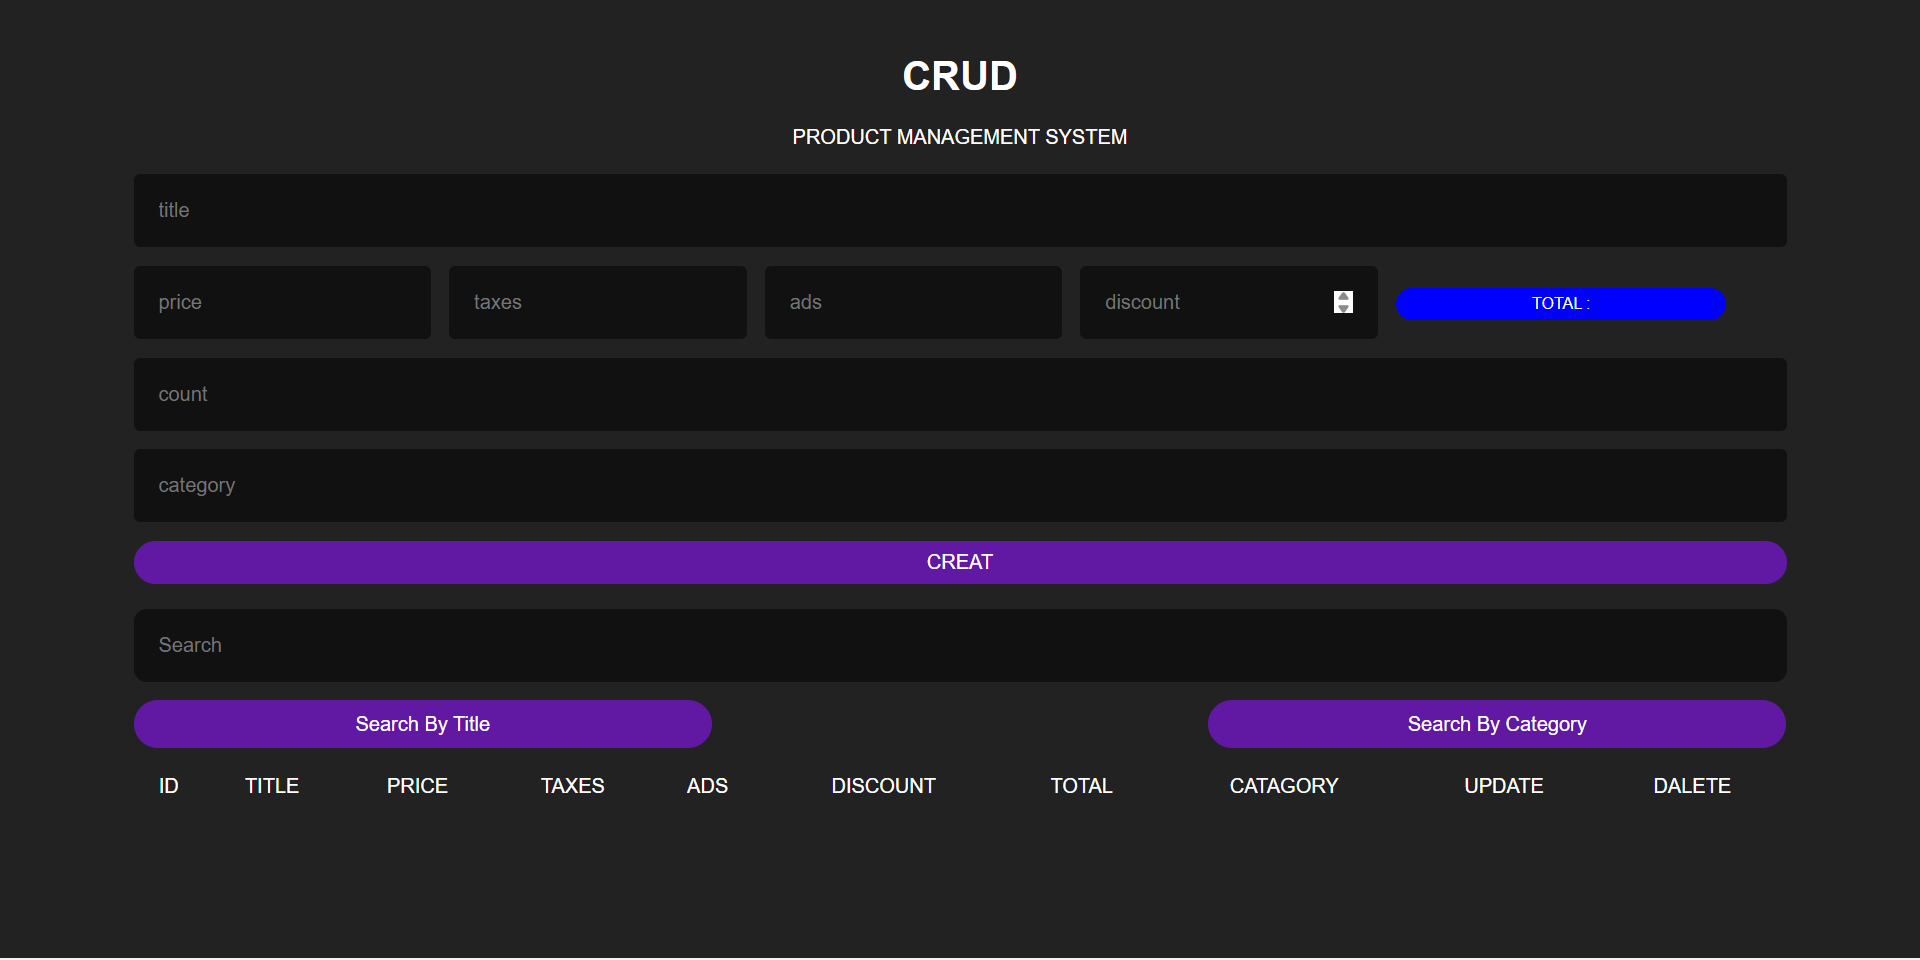 CRUD
PRODUCT MANAGEMENT SYSTEM
title
price taxes ads discount TOTAL :
count
category
CREAT
Search
Search By Title Search By Category
ID TITLE PRICE TAXES ADS DISCOUNT TOTAL CATAGORY UPDATE DALETE